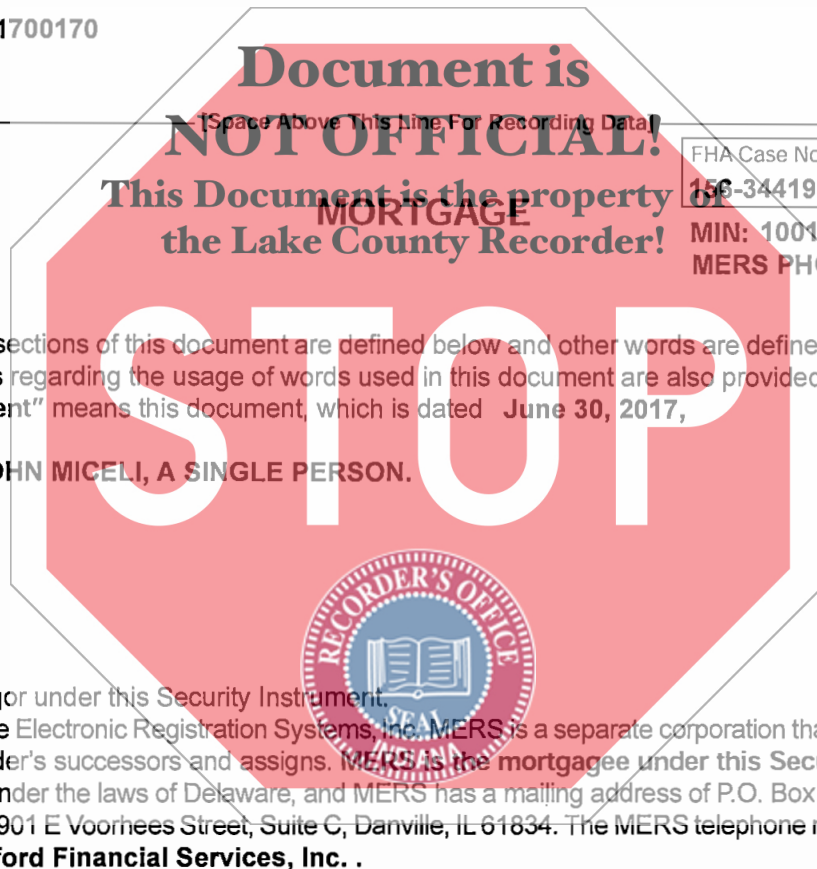 1700170
Document is
[Space Above This Line For Recording Data]
NOT OFFICIAL!
FHA Case No
This Document is the property of
156-34419
MORTGAGE
the Lake County Recorder!
MIN: 1001
MERS PHO
STOP
sections of this document are defined below and other words are define
s regarding the usage of words used in this document are also provided
ent” means this document, which is dated June 30, 2017,
OHN MICELI, A SINGLE PERSON.
RECORDER'S OFFICE
SEAL
INDIANA
gor under this Security Instrument.
e Electronic Registration Systems, Inc. MERS is a separate corporation tha
der's successors and assigns. MERS is the mortgagee under this Secu
nder the laws of Delaware, and MERS has a mailing address of P.O. Box
901 E Voorhees Street, Suite C, Danville, IL 61834. The MERS telephone n
ford Financial Services, Inc. .